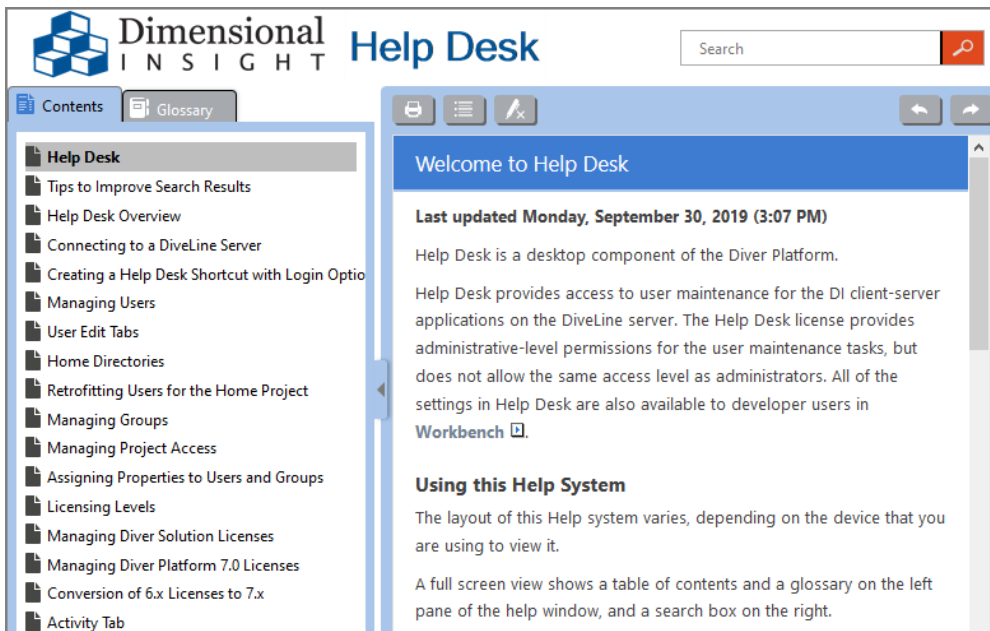 Dimensional
INSIGHT
Help Desk
Search
Contents
Glossary
Help Desk
Tips to Improve Search Results
Help Desk Overview
Connecting to a DiveLine Server
Creating a Help Desk Shortcut with Login Optio
Managing Users
User Edit Tabs
Home Directories
Retrofitting Users for the Home Project
Managing Groups
Managing Project Access
Assigning Properties to Users and Groups
Licensing Levels
Managing Diver Solution Licenses
Managing Diver Platform 7.0 Licenses
Conversion of 6.x Licenses to 7.x
Activity Tab
Welcome to Help Desk
Last updated Monday, September 30, 2019 (3:07 PM)
Help Desk is a desktop component of the Diver Platform.
Help Desk provides access to user maintenance for the DI client-server
applications on the DiveLine server. The Help Desk license provides
administrative-level permissions for the user maintenance tasks, but
does not allow the same access level as administrators. All of the
settings in Help Desk are also available to developer users in
Workbench.
Using this Help System
The layout of this Help system varies, depending on the device that you
are using to view it.
A full screen view shows a table of contents and a glossary on the left
pane of the help window, and a search box on the right.